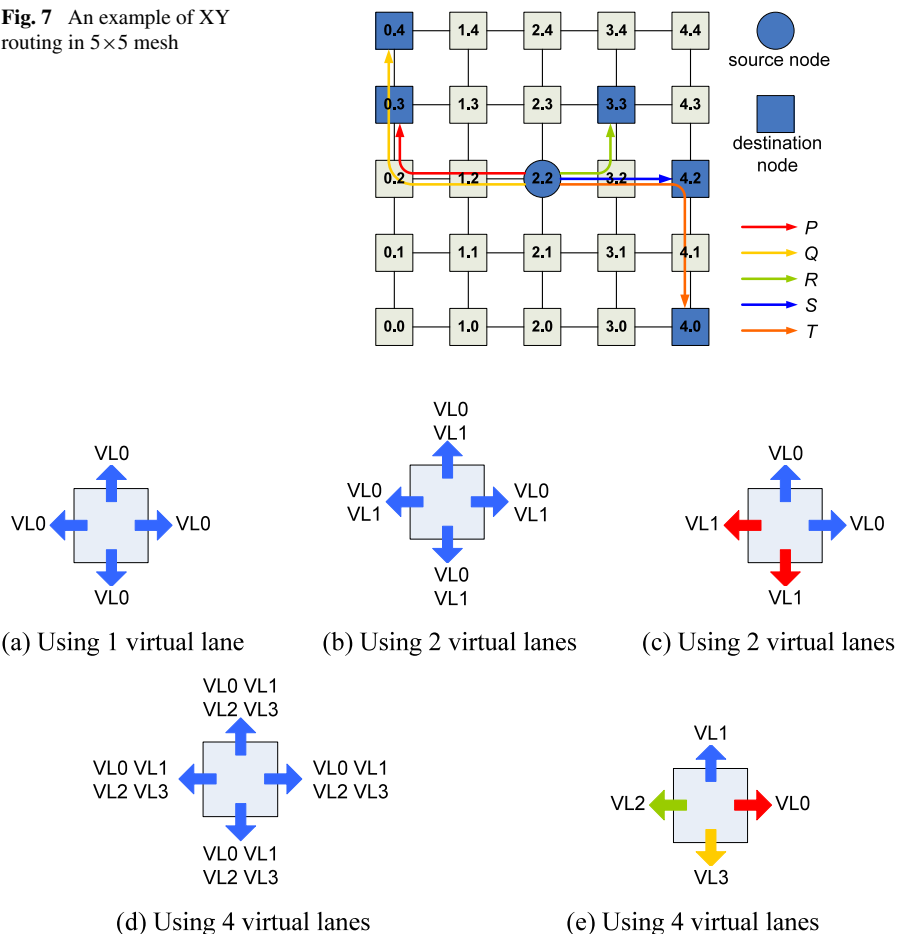 Fig. 7 An example of XY
routing in 5×5 mesh
0.4 1.4 2.4 3.4 4.4
0.3 1.3 2.3 3.3 4.3
0.2 1.2 2.2 3.2 4.2
0.1 1.1 2.1 3.1 4.1
0.0 1.0 2.0 3.0 4.0
source node
destination
node
P
Q
R
S
T
VL0
VL0
VL0
VL0
(a) Using 1 virtual lane
VL0
VL1
VL0
VL1
VL0
VL1
VL0
VL1
(b) Using 2 virtual lanes
VL0
VL1
VL0
VL1
(c) Using 2 virtual lanes
VL0 VL1
VL2 VL3
VL0 VL1
VL2 VL3
VL0 VL1
VL2 VL3
VL0 VL1
VL2 VL3
(d) Using 4 virtual lanes
VL1
VL2
VL0
VL3
(e) Using 4 virtual lanes